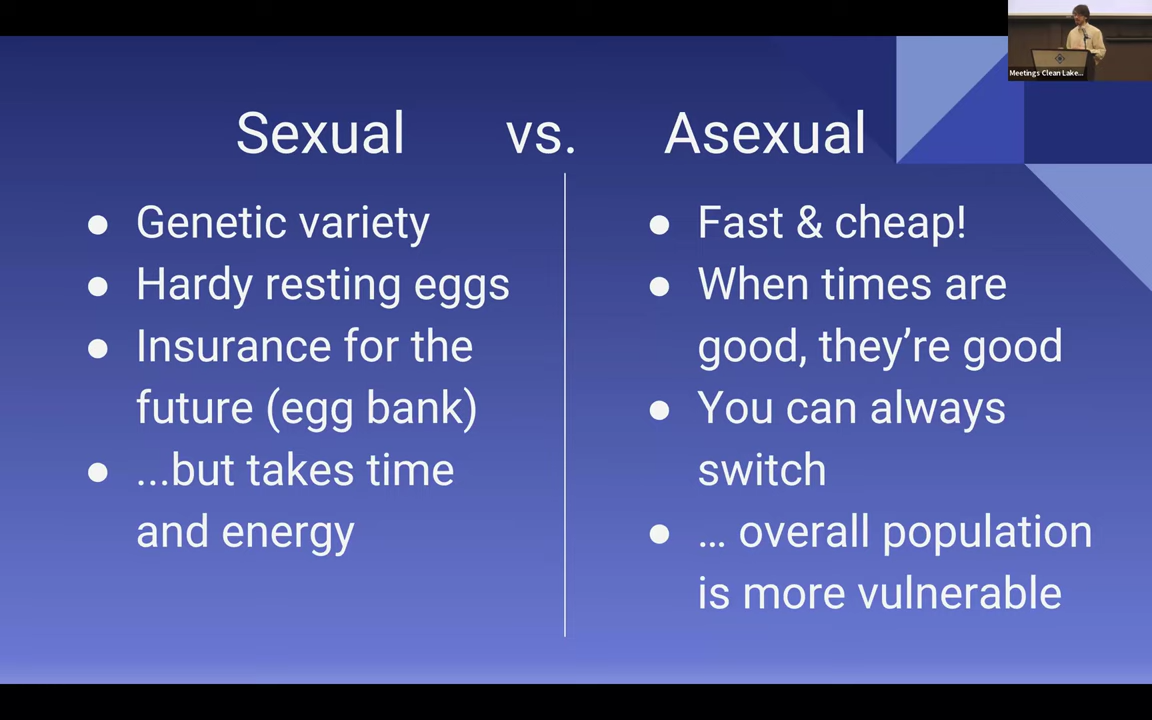 Meetings Clean Lake...
Sexual vs. Asexual
● Genetic variety
● Hardy resting eggs
● Insurance for the
future (egg bank)
● ...but takes time
and energy
● Fast & cheap!
● When times are
good, they’re good
● You can always
switch
● … overall population
is more vulnerable